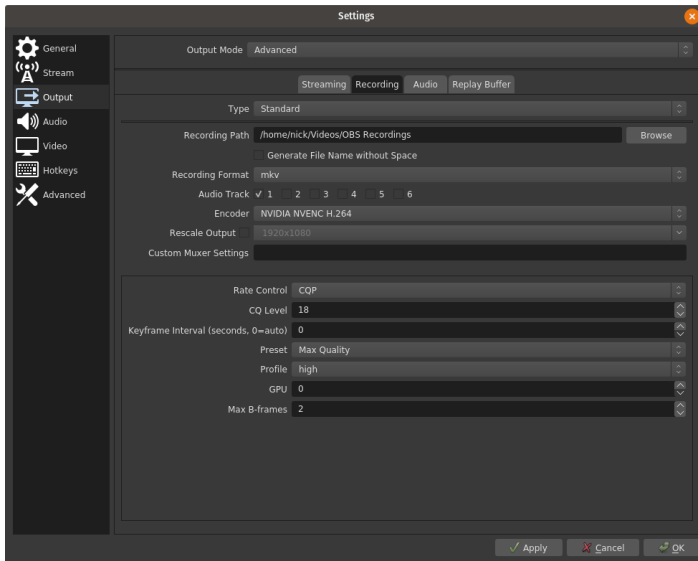 Settings
General
Stream
Output
Audio
Video
Hotkeys
Advanced
Output Mode Advanced
Streaming Recording Audio Replay Buffer
Type Standard
Recording Path /home/nick/Videos/OBS Recordings Browse
Generate File Name without Space
Recording Format mkv
Audio Track 1 2 3 4 5 6
Encoder NVIDIA NVENC H.264
Rescale Output 1920x1080
Custom Muxer Settings
Rate Control CQP
CQ Level 18
Keyframe Interval (seconds, 0=auto) 0
Preset Max Quality
Profile high
GPU 0
Max B-frames 2
Apply Cancel OK